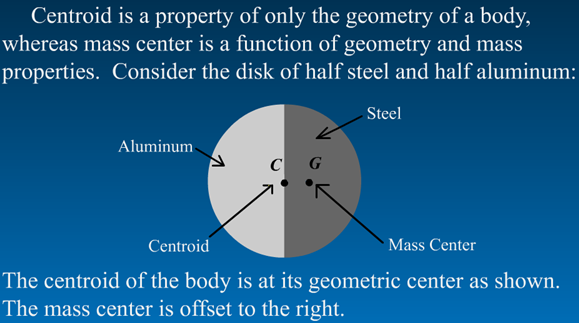 Centroid is a property of only the geometry of a body,
whereas mass center is a function of geometry and mass
properties. Consider the disk of half steel and half aluminum:
Steel
Aluminum
C G
Centroid
Mass Center
The centroid of the body is at its geometric center as shown.
The mass center is offset to the right.